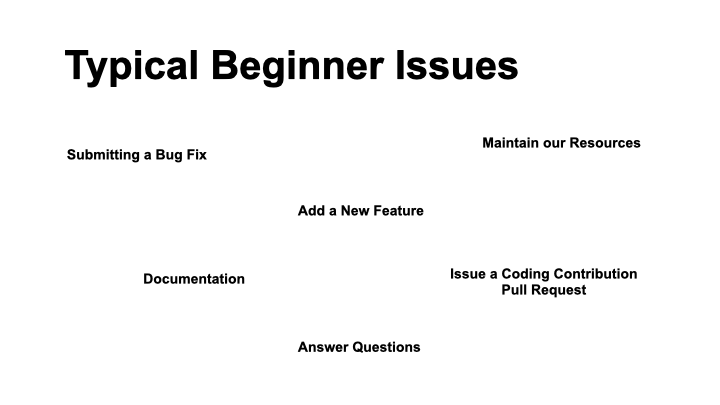 Typical Beginner Issues
Submitting a Bug Fix
Maintain our Resources
Add a New Feature
Documentation
Issue a Coding Contribution
Pull Request
Answer Questions